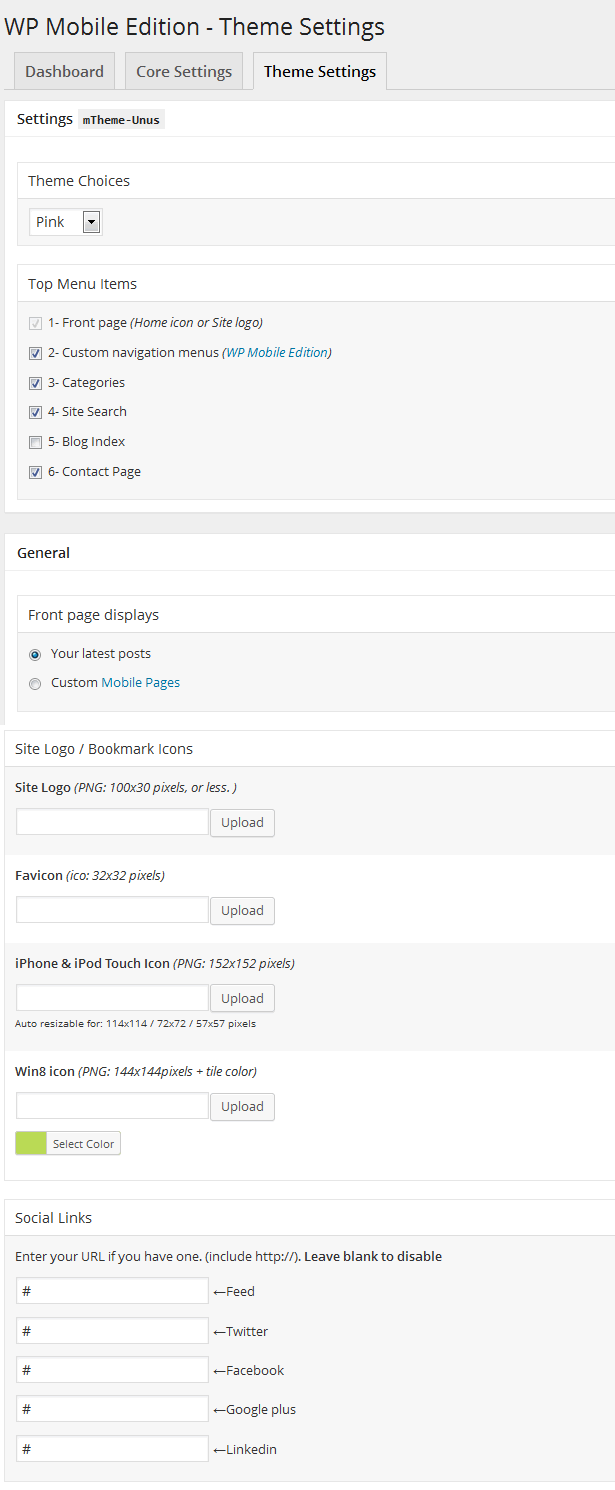 WP Mobile Edition - Theme Settings
Dashboard Core Settings Theme Settings
Settings mTheme-Unus
Theme Choices
Pink
Top Menu Items
1- Front page (Home icon or Site logo)
2- Custom navigation menus (WP Mobile Edition)
3- Categories
4- Site Search
5- Blog Index
6- Contact Page
General
Front page displays
Your latest posts
Custom Mobile Pages
Site Logo / Bookmark Icons
Site Logo (PNG: 100x30 pixels, or less. )
Upload
Favicon (ico: 32x32 pixels)
Upload
iPhone & iPod Touch Icon (PNG: 152x152 pixels)
Upload
Auto resizable for: 114x114 / 72x72 / 57x57 pixels
Win8 icon (PNG: 144x144pixels + tile color)
Upload
Select Color
Social Links
Enter your URL if you have one. (include http://). Leave blank to disable
# ←Feed
# ←Twitter
# ←Facebook
# ←Google plus
# ←Linkedin